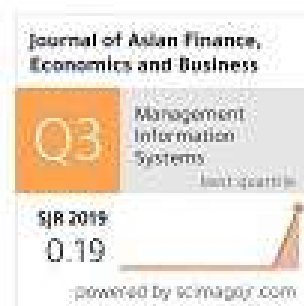 Journal of Asian Finance,
Economics and Business
Q3
Management
Information
Systems
best quartile
SJR 2019
0.19
powered by scimagojr.com